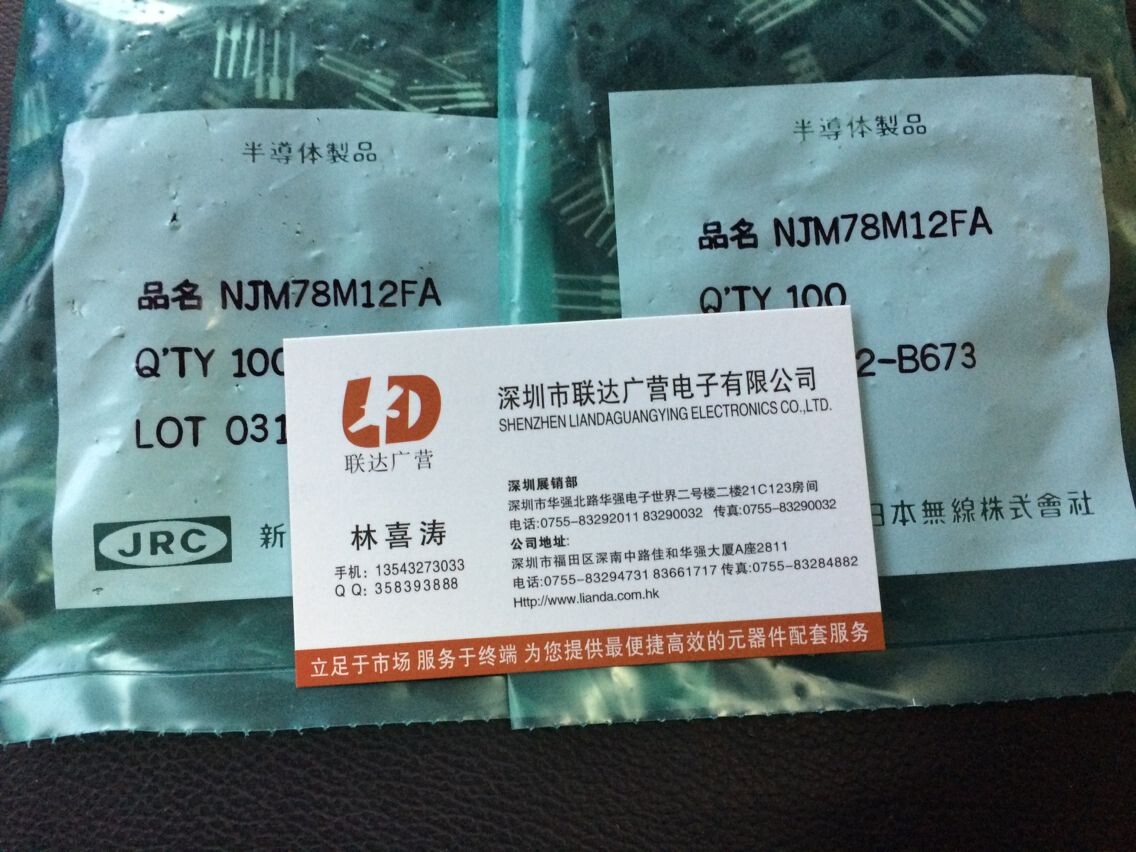 半導体製品
品名 NJM78M12FA
Q'TY 100
LOT 031
JRC 新
半導体製品
品名 NJM78M12FA
Q'TY 100
2-B673
日本無線株式會社
联达广营
林喜涛
手机：13543273033
Q Q：358393888
深圳市联达广营电子有限公司
SHENZHEN LIANDAGUANGYING ELECTRONICS CO.,LTD.
深圳展销部
深圳市华强北路华强电子世界二号楼二楼21C123房间
电话:0755-83292011 83290032 传真:0755-83290032
公司地址:
深圳市福田区深南中路佳和华强大厦A座2811
电话:0755-83294731 83661717 传真:0755-83284882
Http://www.lianda.com.hk
立足于市场 服务于终端 为您提供最便捷高效的元器件配套服务